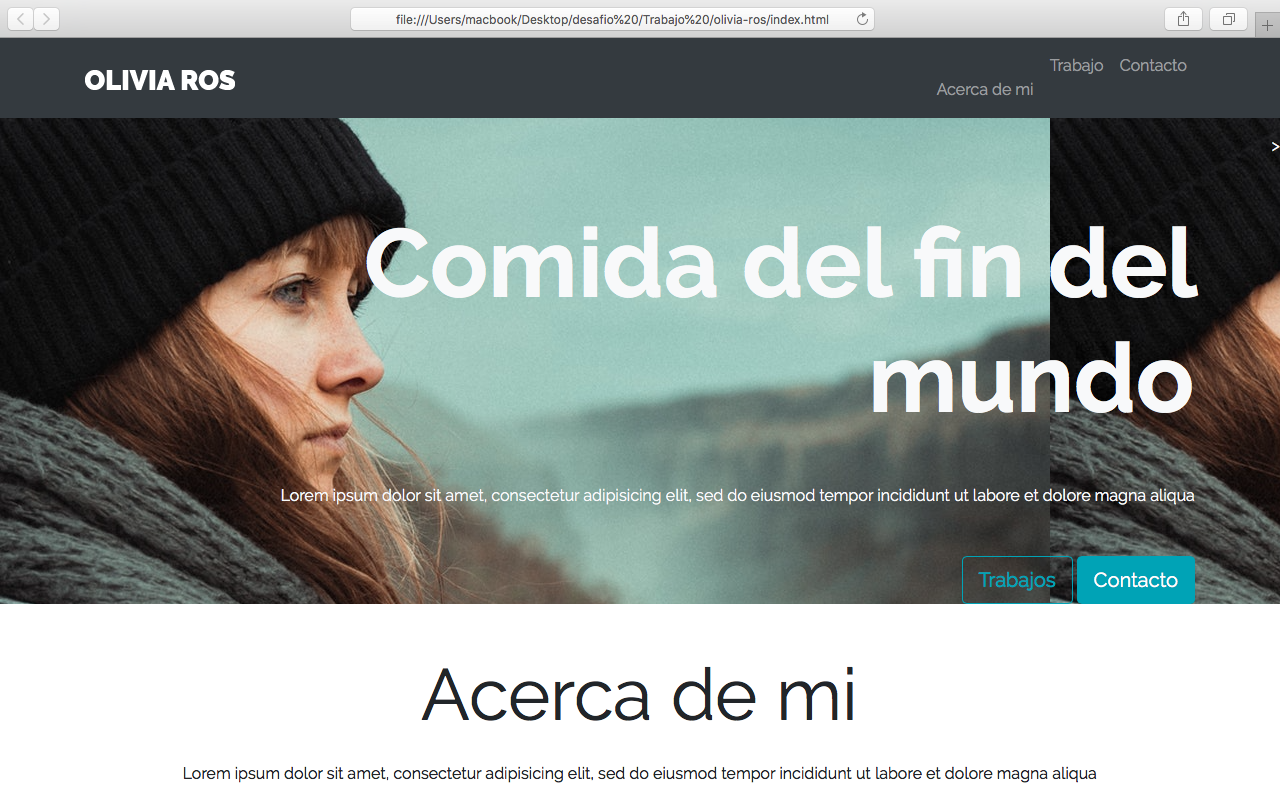 file:///Users/macbook/Desktop/desafio%20/Trabajo%20/olivia-ros/index.html
OLIVIA ROS
Trabajo Contacto
Acerca de mi
>
Comida del fin del
mundo
Lorem ipsum dolor sit amet, consectetur adipisicing elit, sed do eiusmod tempor incididunt ut labore et dolore magna aliqua
Trabajos Contacto
Acerca de mi
Lorem ipsum dolor sit amet, consectetur adipisicing elit, sed do eiusmod tempor incididunt ut labore et dolore magna aliqua